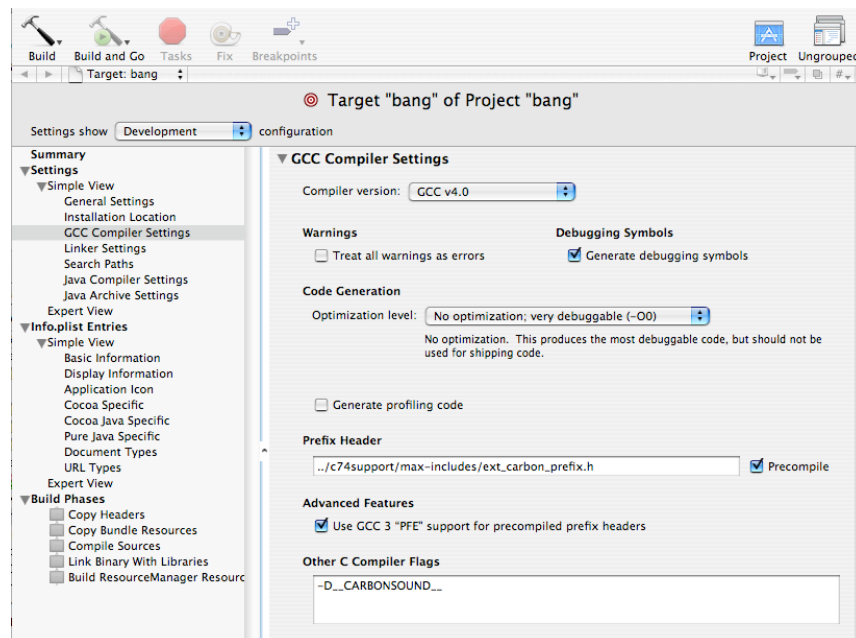 Build Build and Go Tasks Fix Breakpoints Project Ungrouped
Target: bang
Target "bang" of Project "bang"
Settings show Development configuration
Summary
Settings
Simple View
General Settings
Installation Location
GCC Compiler Settings
Linker Settings
Search Paths
Java Compiler Settings
Java Archive Settings
Expert View
Info.plist Entries
Simple View
Basic Information
Display Information
Application Icon
Cocoa Specific
Cocoa Java Specific
Pure Java Specific
Document Types
URL Types
Expert View
Build Phases
Copy Headers
Copy Bundle Resources
Compile Sources
Link Binary With Libraries
Build ResourceManager Resourc
GCC Compiler Settings
Compiler version: GCC v4.0
Warnings Debugging Symbols
Treat all warnings as errors Generate debugging symbols
Code Generation
Optimization level: No optimization; very debuggable (-O0)
No optimization. This produces the most debuggable code, but should not be
used for shipping code.
Generate profiling code
Prefix Header
../c74support/max-includes/ext_carbon_prefix.h Precompile
Advanced Features
Use GCC 3 “PFE” support for precompiled prefix headers
Other C Compiler Flags
-D__CARBONSOUND__